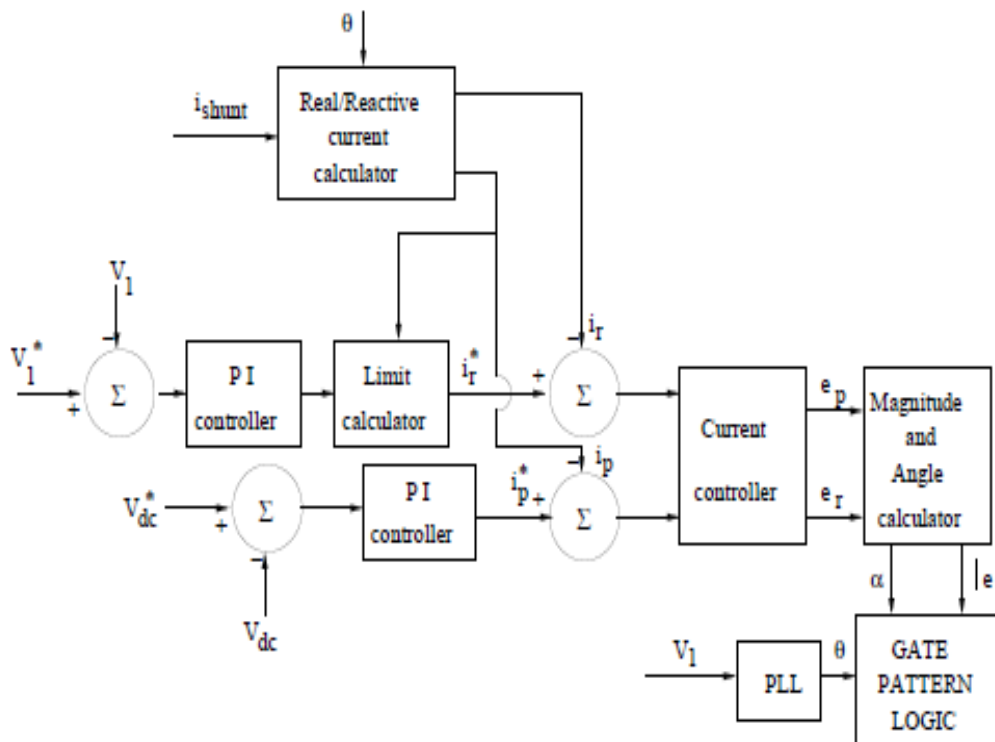 θ
i_shunt
Real/Reactive
current
calculator
V_1
i_r
V_1^*
Σ
P I
controller
Limit
calculator
i_r^*
+
Σ
−
−
+
Current
controller
e_p
e_r
Magnitude
and
Angle
calculator
V_dc^*
+
Σ
−
V_dc
P I
controller
i_p^*
+
−
i_p
Σ
α
|e
V_1
PLL
θ
GATE
PATTERN
LOGIC